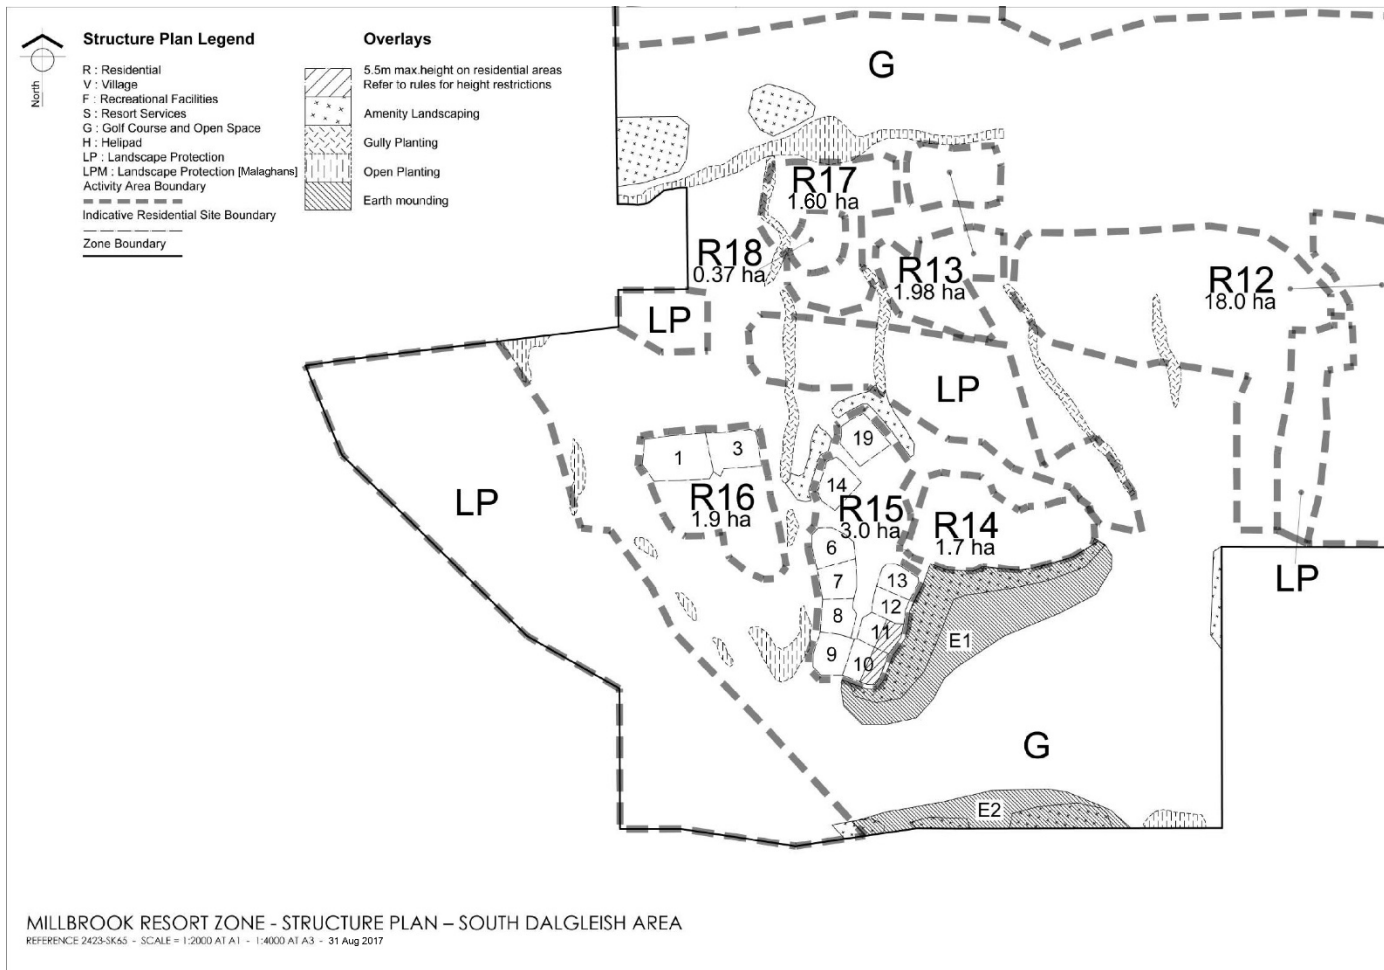 Structure Plan Legend
R : Residential
V : Village
F : Recreational Facilities
S : Resort Services
G : Golf Course and Open Space
H : Helipad
LP : Landscape Protection
LPM : Landscape Protection [Malaghans]
Activity Area Boundary
Indicative Residential Site Boundary
Zone Boundary
North
Overlays
5.5m max.height on residential areas
Refer to rules for height restrictions
Amenity Landscaping
Gully Planting
Open Planting
Earth mounding
G
R17
1.60 ha
R18
0.37 ha
R13
1.98 ha
R12
18.0 ha
LP
LP
LP
1
3
R16
1.9 ha
19
14
R15
3.0 ha
R14
1.7 ha
6
7
8
9
13
12
11
10
E1
LP
G
E2
MILLBROOK RESORT ZONE - STRUCTURE PLAN – SOUTH DALGLEISH AREA
REFERENCE 2423-SK65 - SCALE = 1:2000 AT A1 - 1:4000 AT A3 - 31 Aug 2017